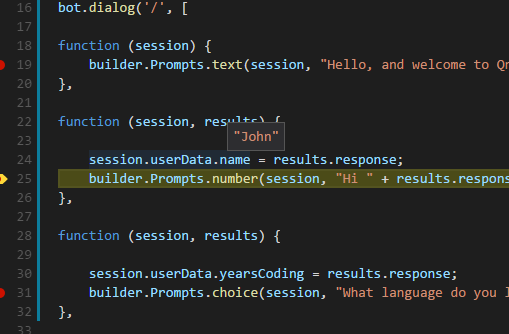 16 bot.dialog('/', [
17
18 function (session) {
19 builder.Prompts.text(session, "Hello, and welcome to
20 },
21
22 function (session, results) {
"John"
23
24 session.userData.name = results.response;
25 builder.Prompts.number(session, "Hi " + results.respons
26 },
27
28 function (session, results) {
29
30 session.userData.yearsCoding = results.response;
31 builder.Prompts.choice(session, "What language do you
32 },
33